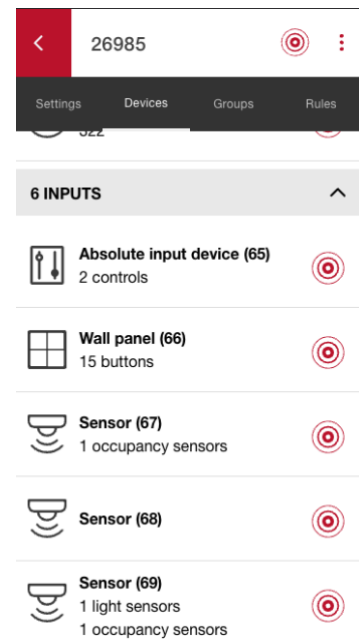 26985
Settings Devices Groups Rules
322
6 INPUTS
Absolute input device (65)
2 controls
Wall panel (66)
15 buttons
Sensor (67)
1 occupancy sensors
Sensor (68)
Sensor (69)
1 light sensors
1 occupancy sensors